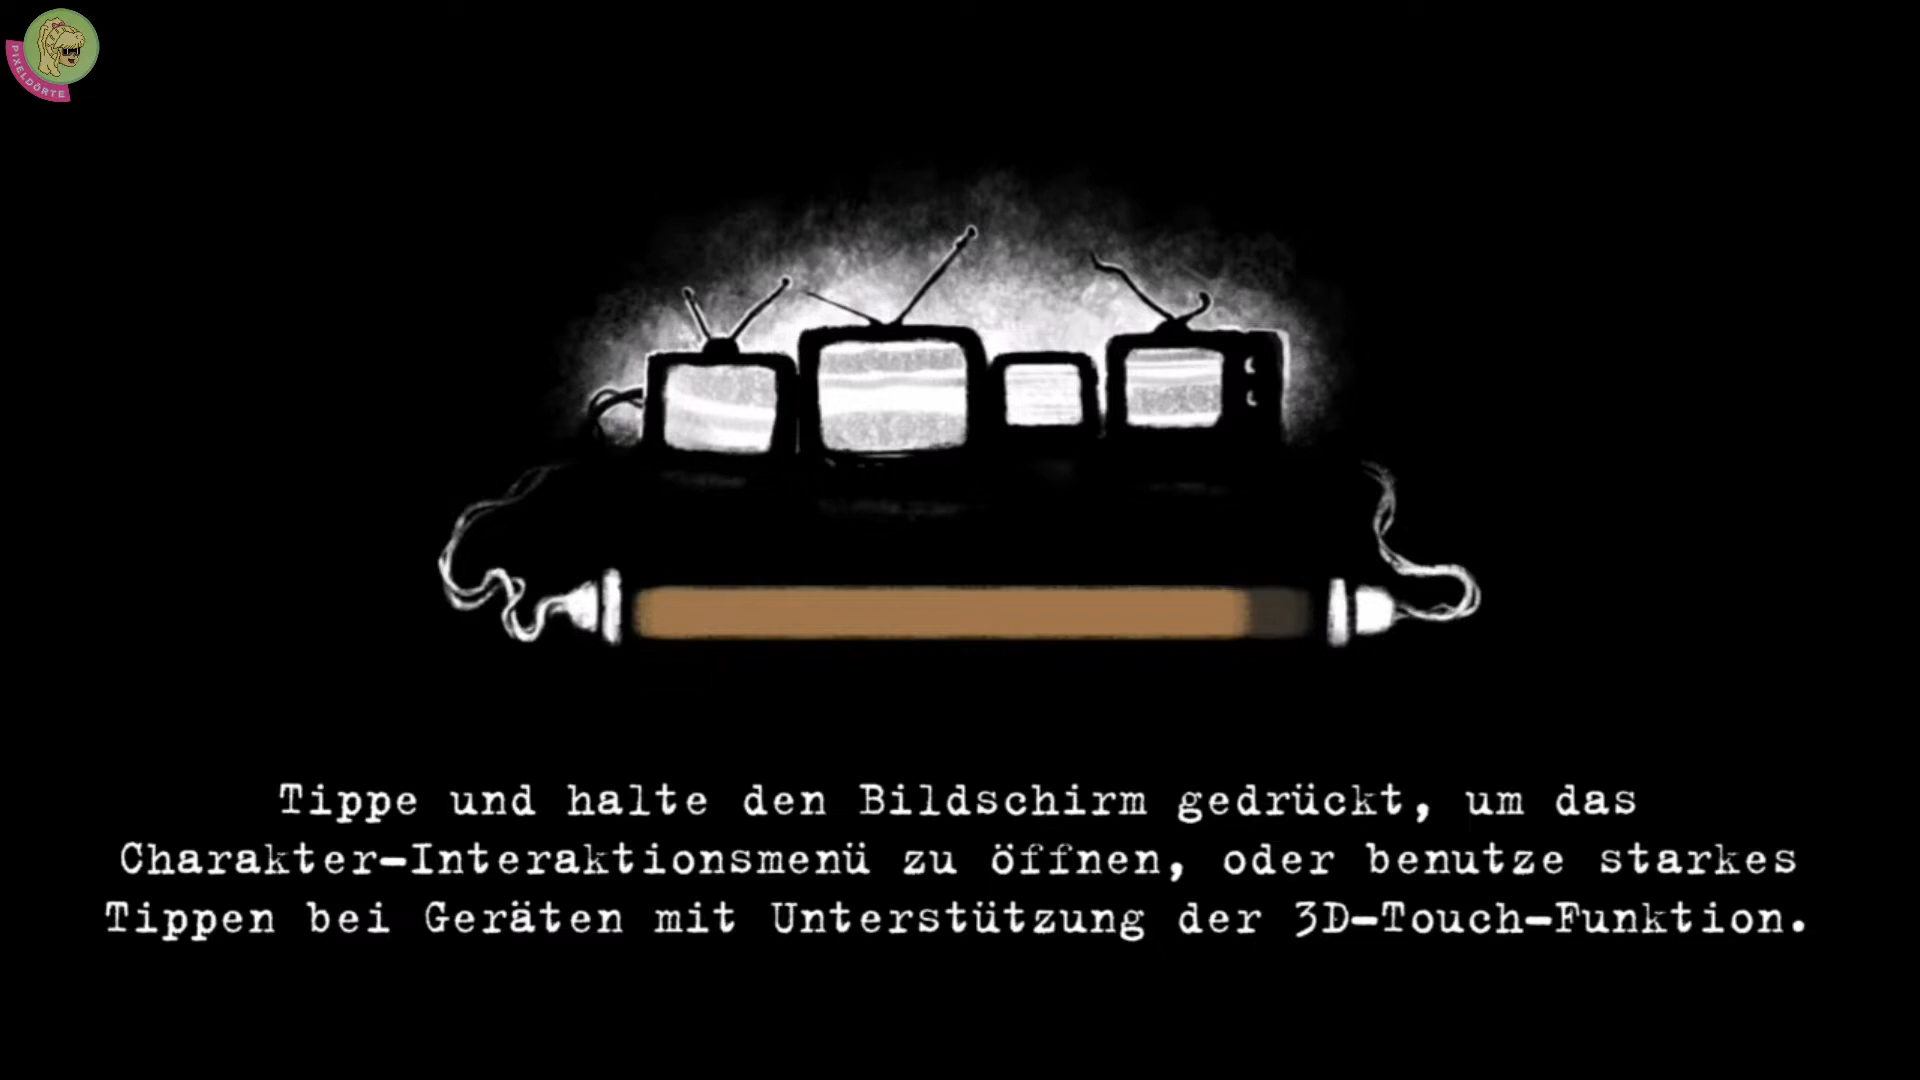 PIXELDÖRTE
Tippe und halte den Bildschirm gedrückt, um das
Charakter-Interaktionsmenü zu öffnen, oder benutze starkes
Tippen bei Geräten mit Unterstützung der 3D-Touch-Funktion.